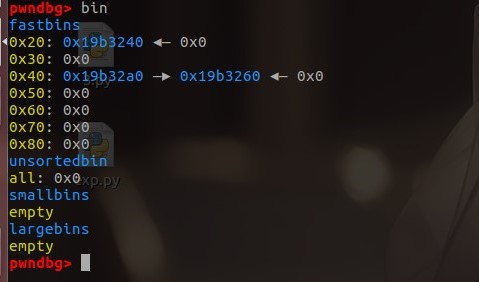 pwndbg> bin
fastbins
0x20: 0x19b3240 ◂— 0x0
0x30: 0x0
0x40: 0x19b32a0 —▸ 0x19b3260 ◂— 0x0
0x50: 0x0
0x60: 0x0
0x70: 0x0
0x80: 0x0
unsortedbin
all: 0x0
smallbins
empty
largebins
empty
pwndbg>